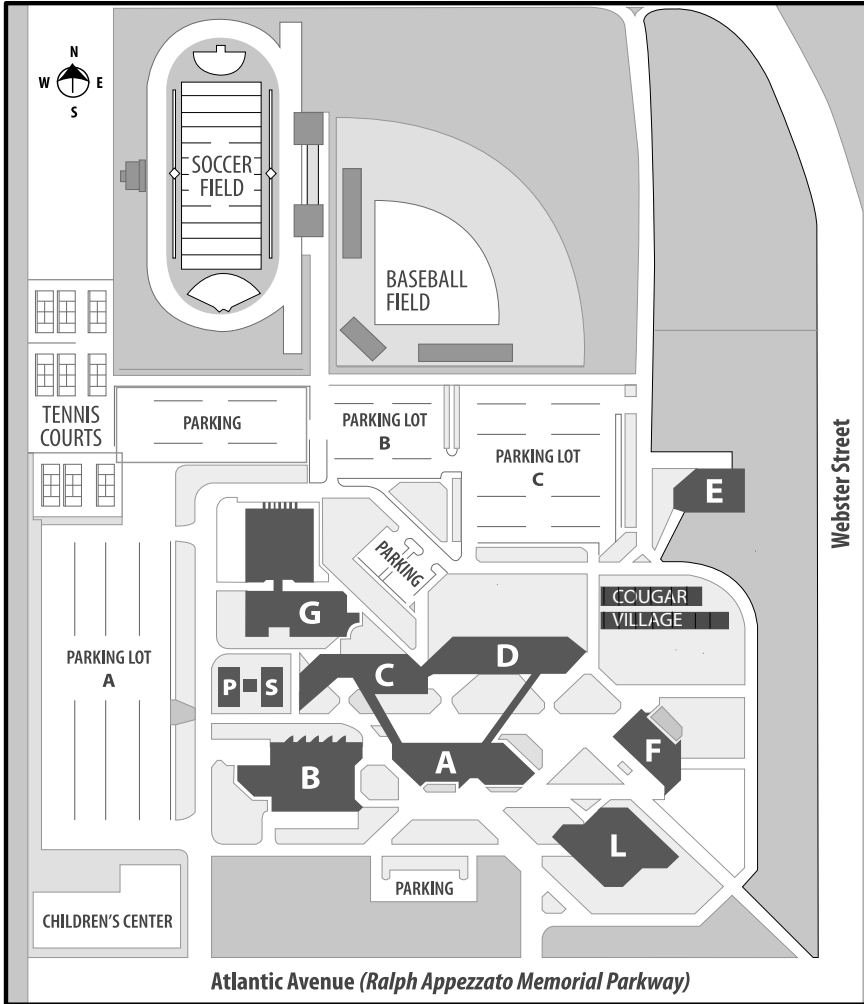 N
W E
S
SOCCER
FIELD
BASEBALL
FIELD
TENNIS
COURTS
PARKING
PARKING LOT
B
PARKING LOT
C
E
Webster Street
PARKING
G
COUGAR
VILLAGE
PARKING LOT
A
P S
C
D
F
B
A
L
PARKING
CHILDREN'S CENTER
Atlantic Avenue (Ralph Appezzato Memorial Parkway)